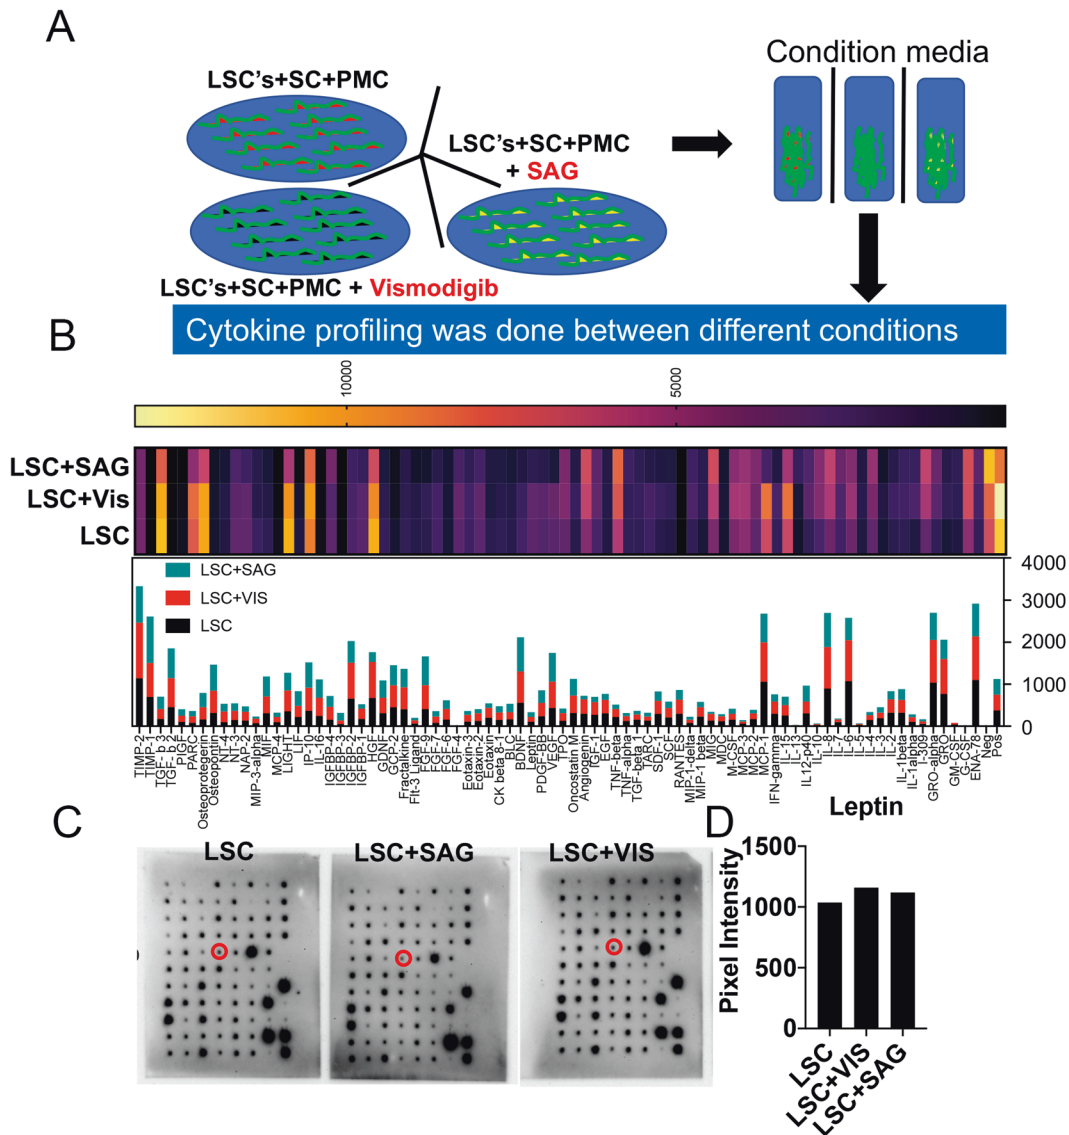 A
LSC's+SC+PMC
LSC's+SC+PMC
+ SAG
LSC's+SC+PMC + Vismodigib
Condition media
Cytokine profiling was done between different conditions
B
10000
5000
LSC+SAG
LSC+Vis
LSC
LSC+SAG
LSC+VIS
LSC
4000
3000
2000
1000
0
TIMP-2
TIMP-1
TGF- b 3
TGF- b 2
PIGF
PARC
Osteoprotegerin
Osteopontin
NT-4
NT-3
NAP-2
MIP-3-alpha
MIF
MCP-4
LIGHT
LIF
IP-10
IL-16
IGFBP-4
IGFBP-3
IGFBP-2
IGFBP-1
HGF
GDNF
GCP-2
Fractalkine
Flt-3 Ligand
FGF-9
FGF-7
FGF-6
FGF-4
Eotaxin-3
Eotaxin-2
Eotaxin
CK beta 8-1
BLC
BDNF
Leptin
PDGF-BB
VEGF
TPO
Oncostatin M
Angiogenin
IGF-1
EGF
TNF-beta
TNF-alpha
TGF-beta 1
TARC
SDF-1
SCF
RANTES
MIP-1-delta
MIP-1 beta
MIG
MDC
M-CSF
MCP-3
MCP-2
MCP-1
IFN-gamma
IL-15
IL-13
IL12-p40
IL-10
IL-8
IL-7
IL-6
IL-5
IL-4
IL-3
IL-2
IL-1beta
IL-1alpha
I-309
GRO-alpha
GRO
GM-CSF
G-CSF
ENA-78
Neg
Pos
C
LSC
LSC+SAG
LSC+VIS
D
Leptin
Pixel Intensity
1500
1000
500
0
LSC
LSC+VIS
LSC+SAG